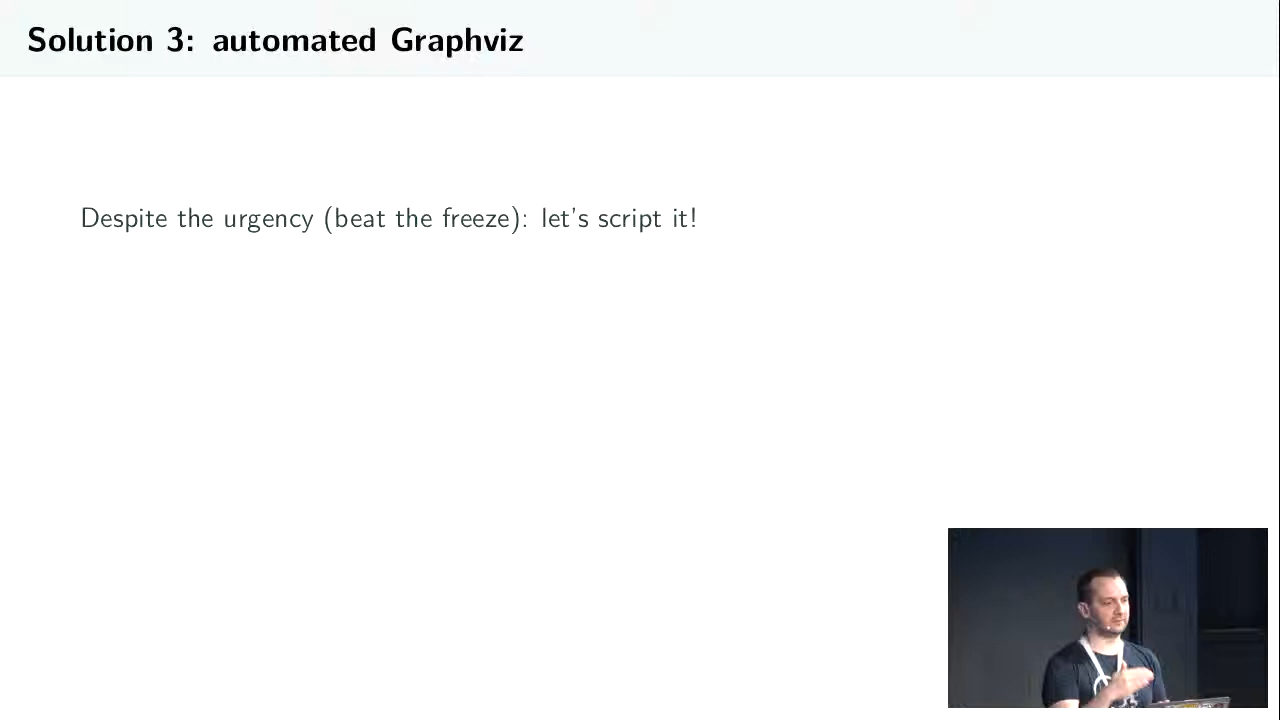 Solution 3: automated Graphviz
Despite the urgency (beat the freeze): let's script it!